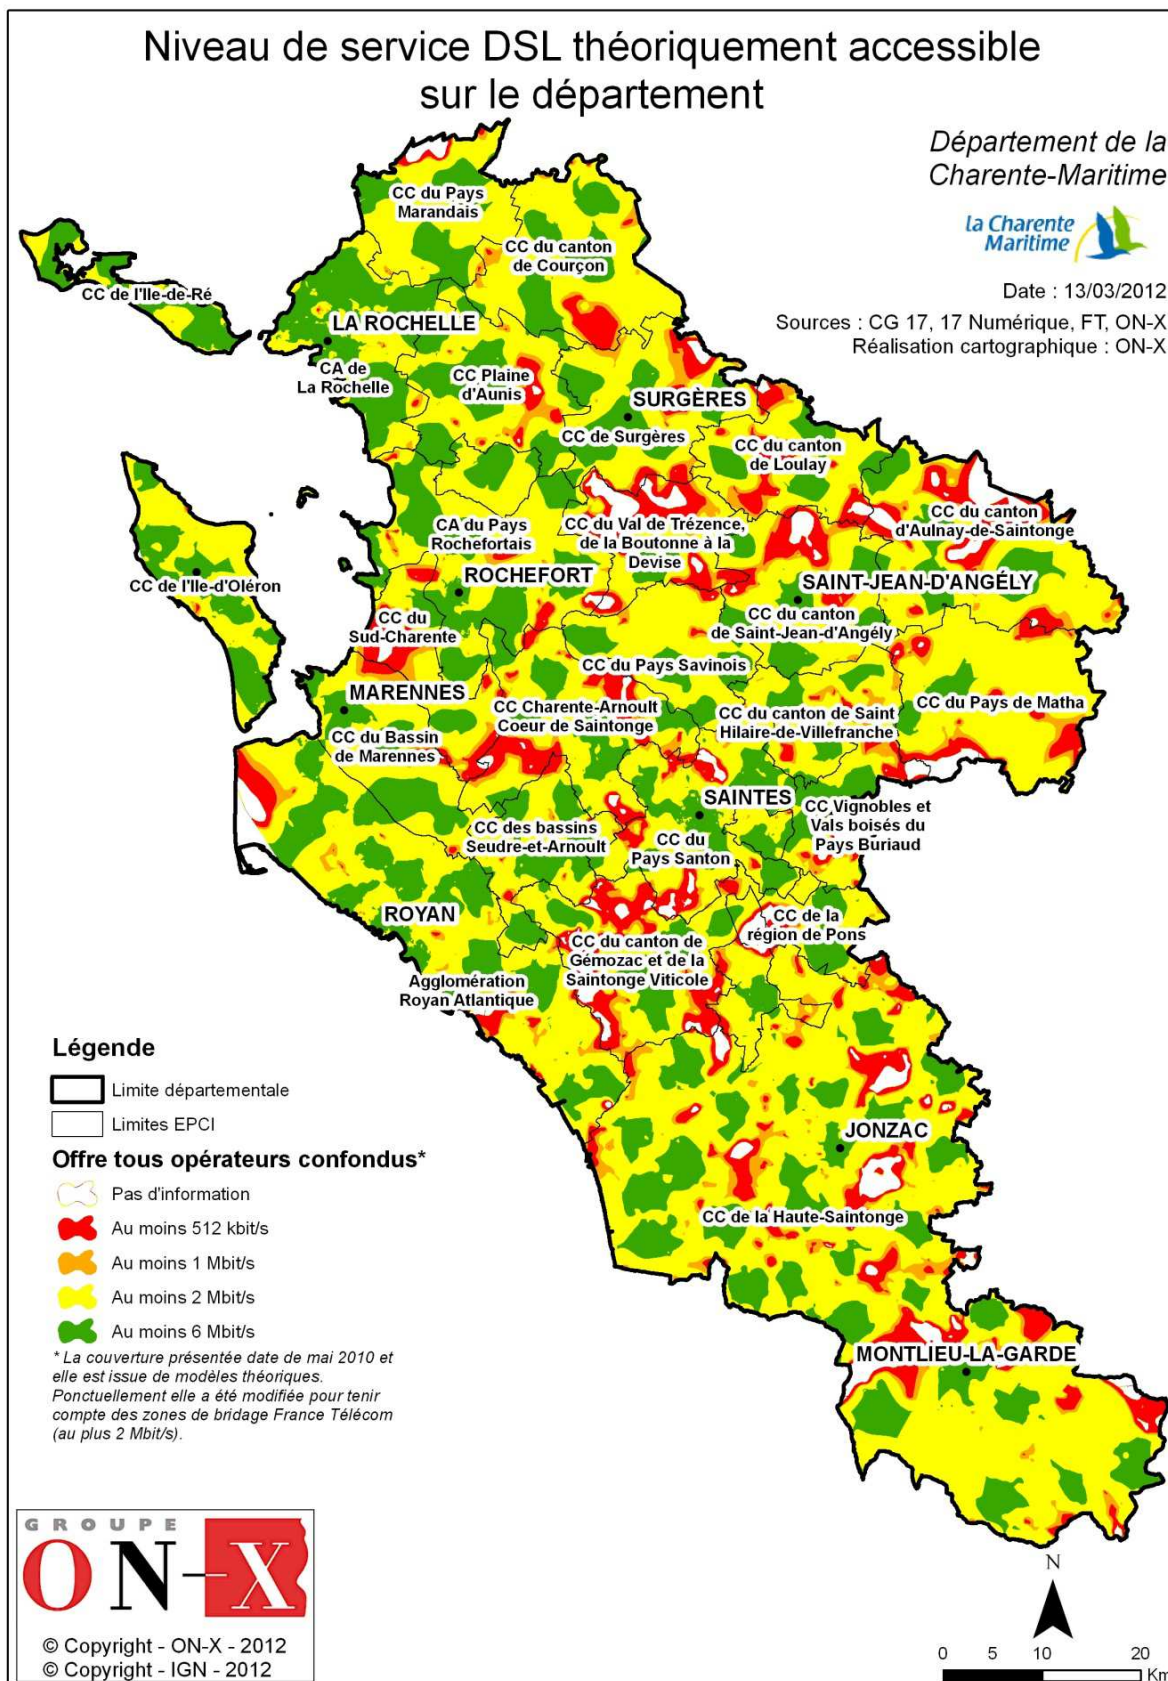 Niveau de service DSL théoriquement accessible
sur le département
Département de la
Charente-Maritime
la Charente
Maritime
Date : 13/03/2012
Sources : CG 17, 17 Numérique, FT, ON-X
Réalisation cartographique : ON-X
CC du Pays
Marandais
CC du canton
de Courçon
CC de l'Ile-de-Ré
LA ROCHELLE
CA de
La Rochelle
CC Plaine
d'Aunis
SURGÈRES
CC de Surgères
CC du canton
de Loulay
CC du canton
d'Aulnay-de-Saintonge
CA du Pays
Rochefortais
CC du Val de Trézence,
de la Boutonne à la
Devise
ROCHEFORT
SAINT-JEAN-D'ANGÉLY
CC de l'Ile-d'Oléron
CC du
Sud-Charente
CC du canton
de Saint-Jean-d'Angély
CC du Pays Savinois
MARENNES
CC Charente-Arnoult
Coeur de Saintonge
CC du canton de Saint
Hilaire-de-Villefranche
CC du Pays de Matha
CC du Bassin
de Marennes
SAINTES
CC Vignobles et
Vals boisés du
Pays Buriaud
CC des bassins
Seudre-et-Arnoult
CC du
Pays Santon
ROYAN
CC de la
région de Pons
CC du canton de
Gémozac et de la
Saintonge Viticole
Agglomération
Royan Atlantique
JONZAC
CC de la Haute-Saintonge
MONTLIEU-LA-GARDE
Légende
Limite départementale
Limites EPCI
Offre tous opérateurs confondus*
Pas d'information
Au moins 512 kbit/s
Au moins 1 Mbit/s
Au moins 2 Mbit/s
Au moins 6 Mbit/s
* La couverture présentée date de mai 2010 et
elle est issue de modèles théoriques.
Ponctuellement elle a été modifiée pour tenir
compte des zones de bridage France Télécom
(au plus 2 Mbit/s).
GROUPE
ON-X
© Copyright - ON-X - 2012
© Copyright - IGN - 2012
N
0 5 10 20
Km